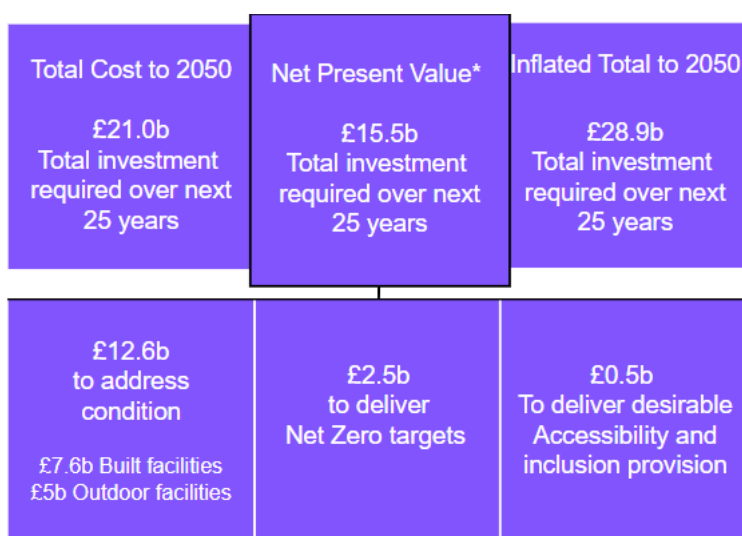 Total Cost to 2050
£21.0b
Total investment
required over next
25 years
Net Present Value*
£15.5b
Total investment
required over next
25 years
Inflated Total to 2050
£28.9b
Total investment
required over next
25 years
£12.6b
to address
condition
£7.6b Built facilities
£5b Outdoor facilities
£2.5b
to deliver
Net Zero targets
£0.5b
To deliver desirable
Accessibility and
inclusion provision